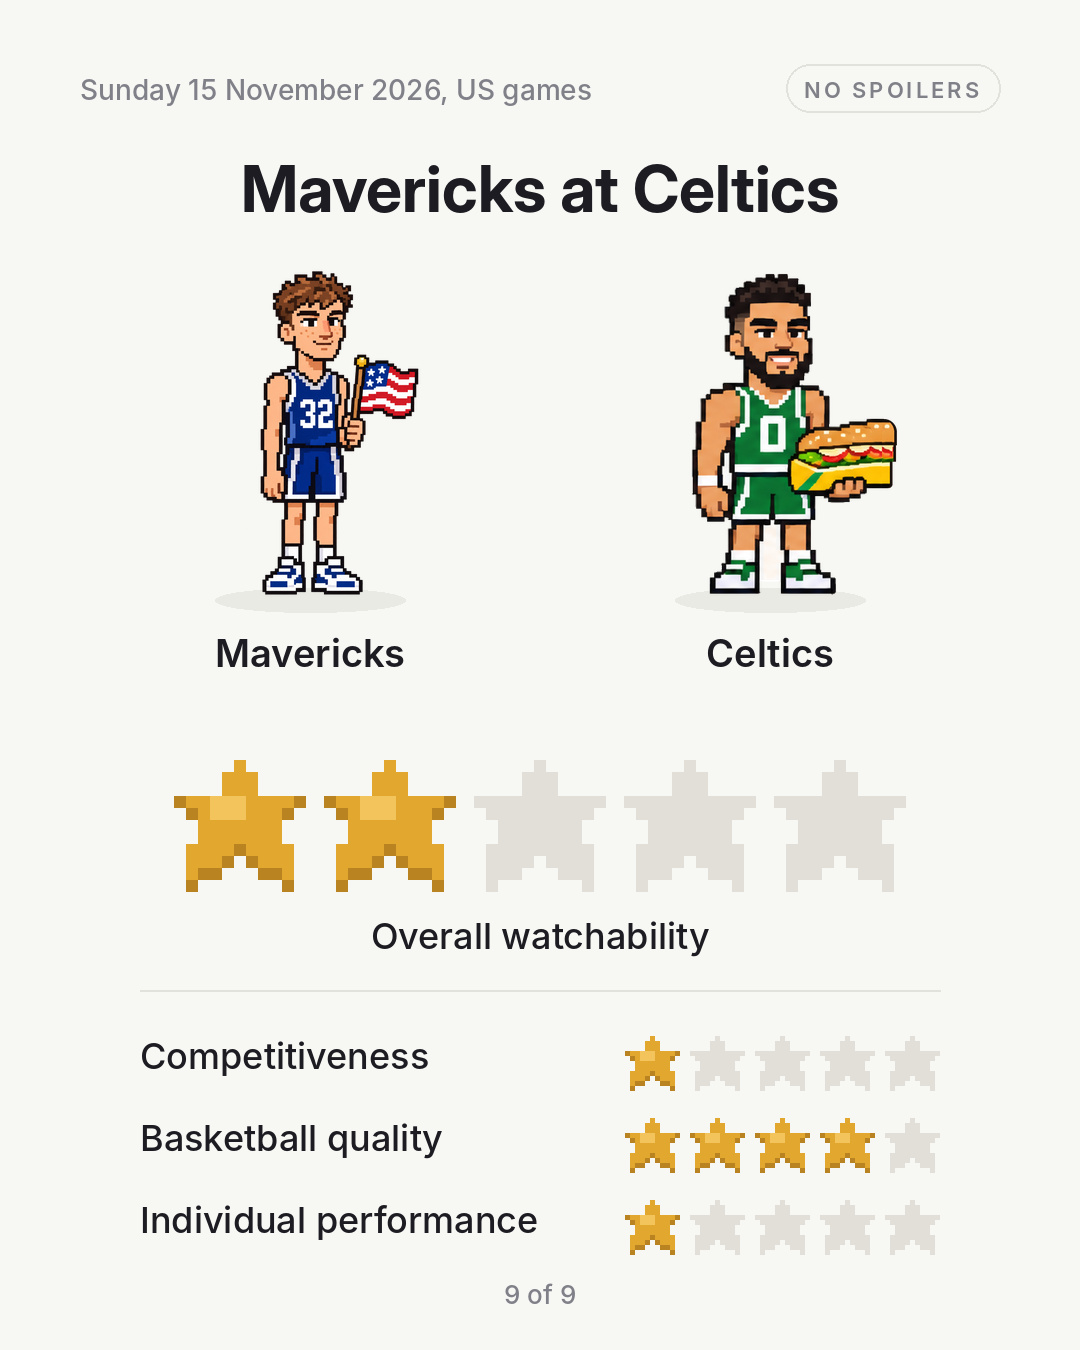 Sunday 15 November 2026, US games
NO SPOILERS
Mavericks at Celtics
32
0
Mavericks
Celtics
Overall watchability
Competitiveness
Basketball quality
Individual performance
9 of 9